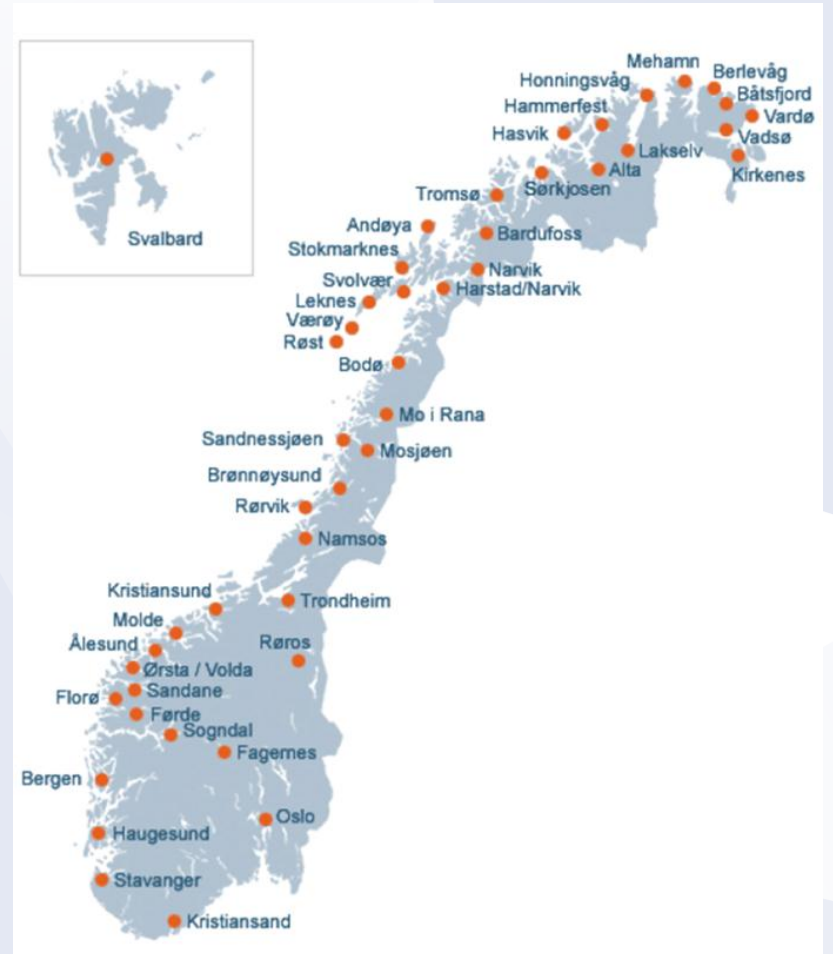 Svalbard
Mehamn
Berlevåg
Honningsvåg
Båtsfjord
Hammerfest
Vardø
Hasvik
Vadsø
Lakselv
Alta
Kirkenes
Sørkjosen
Tromsø
Andøya
Bardufoss
Stokmarknes
Narvik
Svolvær
Harstad/Narvik
Leknes
Værøy
Røst
Bodø
Mo i Rana
Sandnessjøen
Mosjøen
Brønnøysund
Rørvik
Namsos
Kristiansund
Trondheim
Molde
Ålesund
Røros
Ørsta / Volda
Sandane
Florø
Førde
Sogndal
Fagernes
Bergen
Oslo
Haugesund
Stavanger
Kristiansand